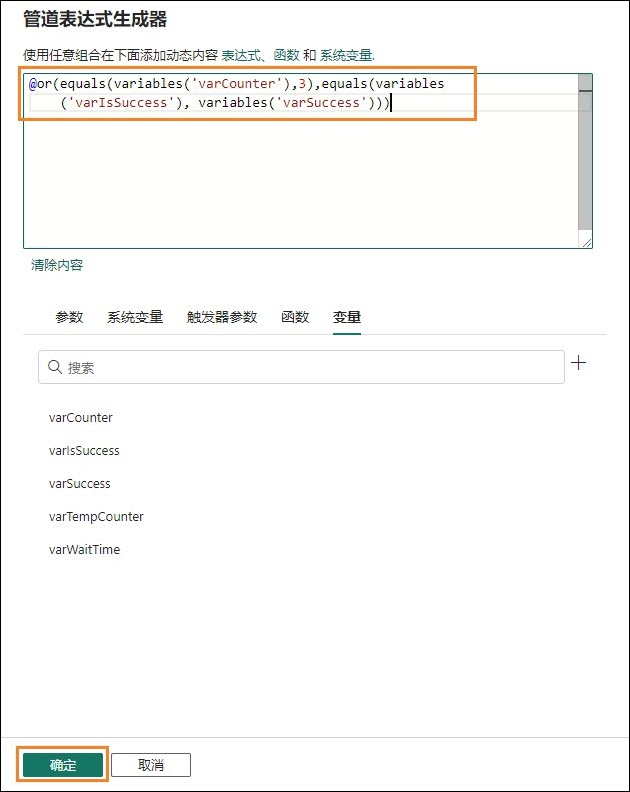 管道表达式生成器
使用任意组合在下面添加动态内容 表达式、函数 和 系统变量.
@or(equals(variables('varCounter'),3),equals(variables
('varIsSuccess'), variables('varSuccess')))
清除内容
参数 系统变量 触发器参数 函数 变量
搜索
varCounter
varIsSuccess
varSuccess
varTempCounter
varWaitTime
确定 取消